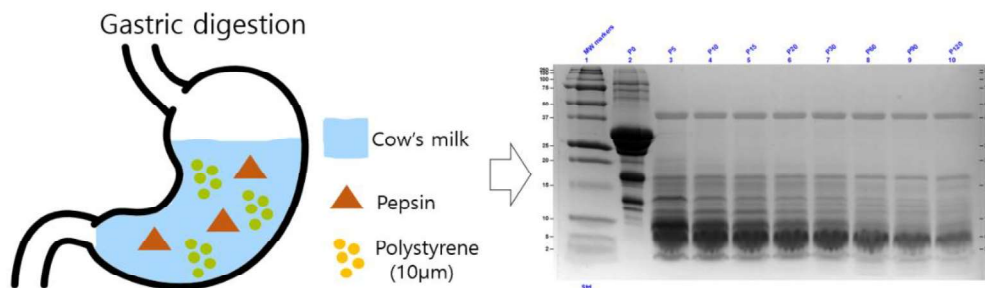 Gastric digestion
Cow's milk
Pepsin
Polystyrene
(10μm)
MW markers
P0
P5
P10
P15
P20
P30
P60
P90
P120
1
2
3
4
5
6
7
8
9
10
250
150
100
75
50
37
25
20
15
10
5
2